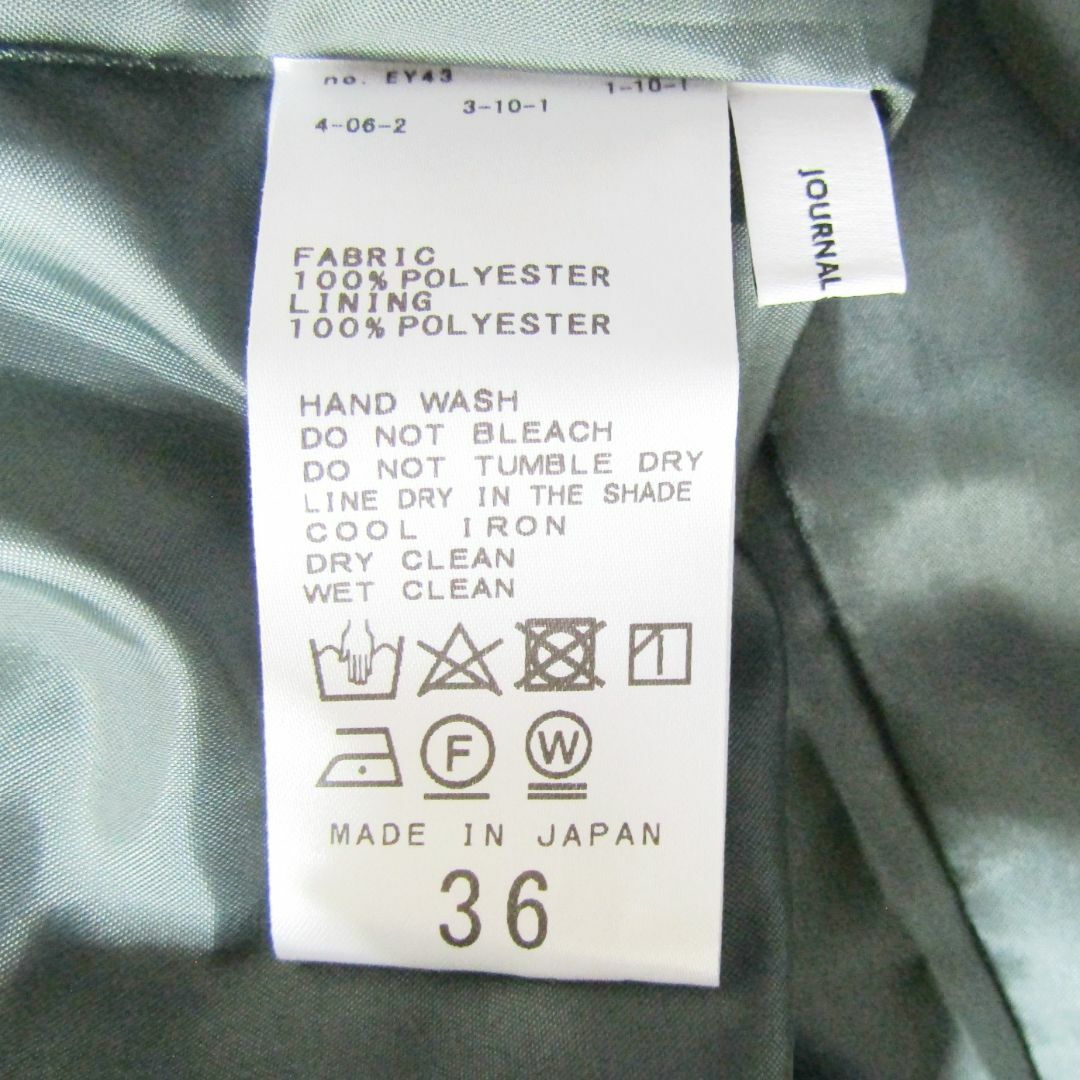 no. EY43
1-10-1
3-10-1
4-06-2
FABRIC
100% POLYESTER
LINING
100% POLYESTER
HAND WASH
DO NOT BLEACH
DO NOT TUMBLE DRY
LINE DRY IN THE SHADE
COOL IRON
DRY CLEAN
WET CLEAN
F
W
MADE IN JAPAN
36
JOURNAL